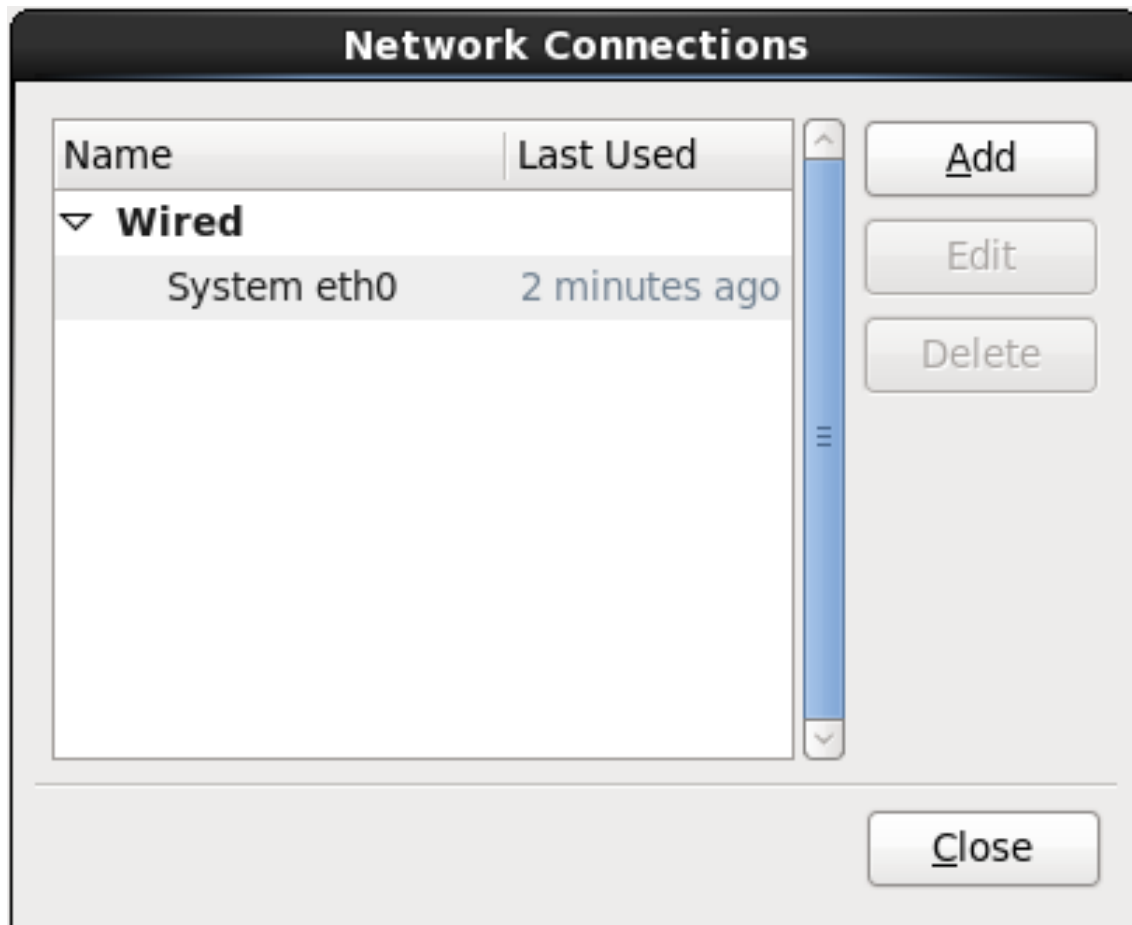 Network Connections
Name Last Used Add
Wired
Edit
System eth0 2 minutes ago
Delete
Close